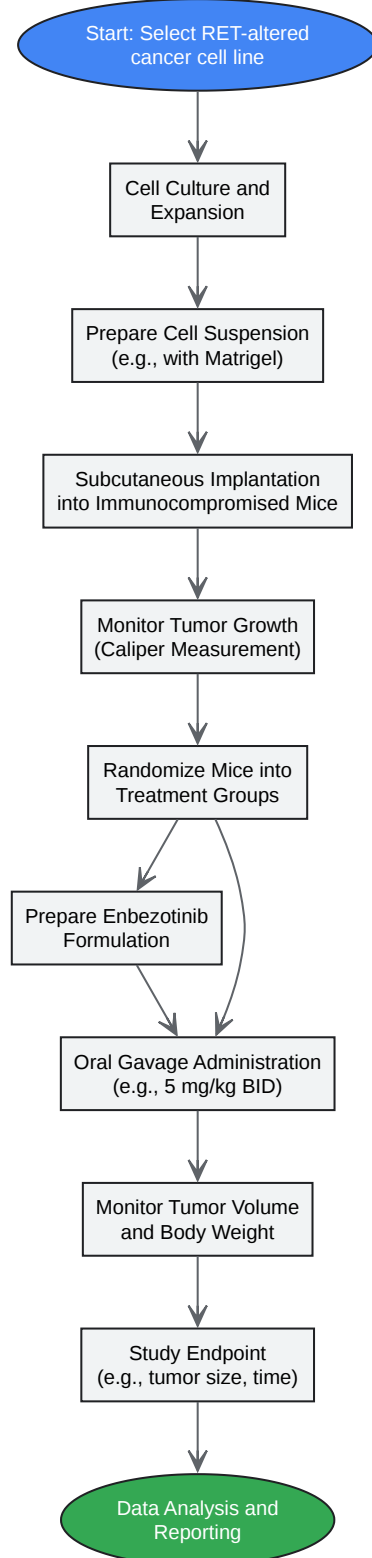 Start: Select RET-altered
cancer cell line
Cell Culture and
Expansion
Prepare Cell Suspension
(e.g., with Matrigel)
Subcutaneous Implantation
into Immunocompromised Mice
Monitor Tumor Growth
(Caliper Measurement)
Randomize Mice into
Treatment Groups
Prepare Enbezotinib
Formulation
Oral Gavage Administration
(e.g., 5 mg/kg BID)
Monitor Tumor Volume
and Body Weight
Study Endpoint
(e.g., tumor size, time)
Data Analysis and
Reporting